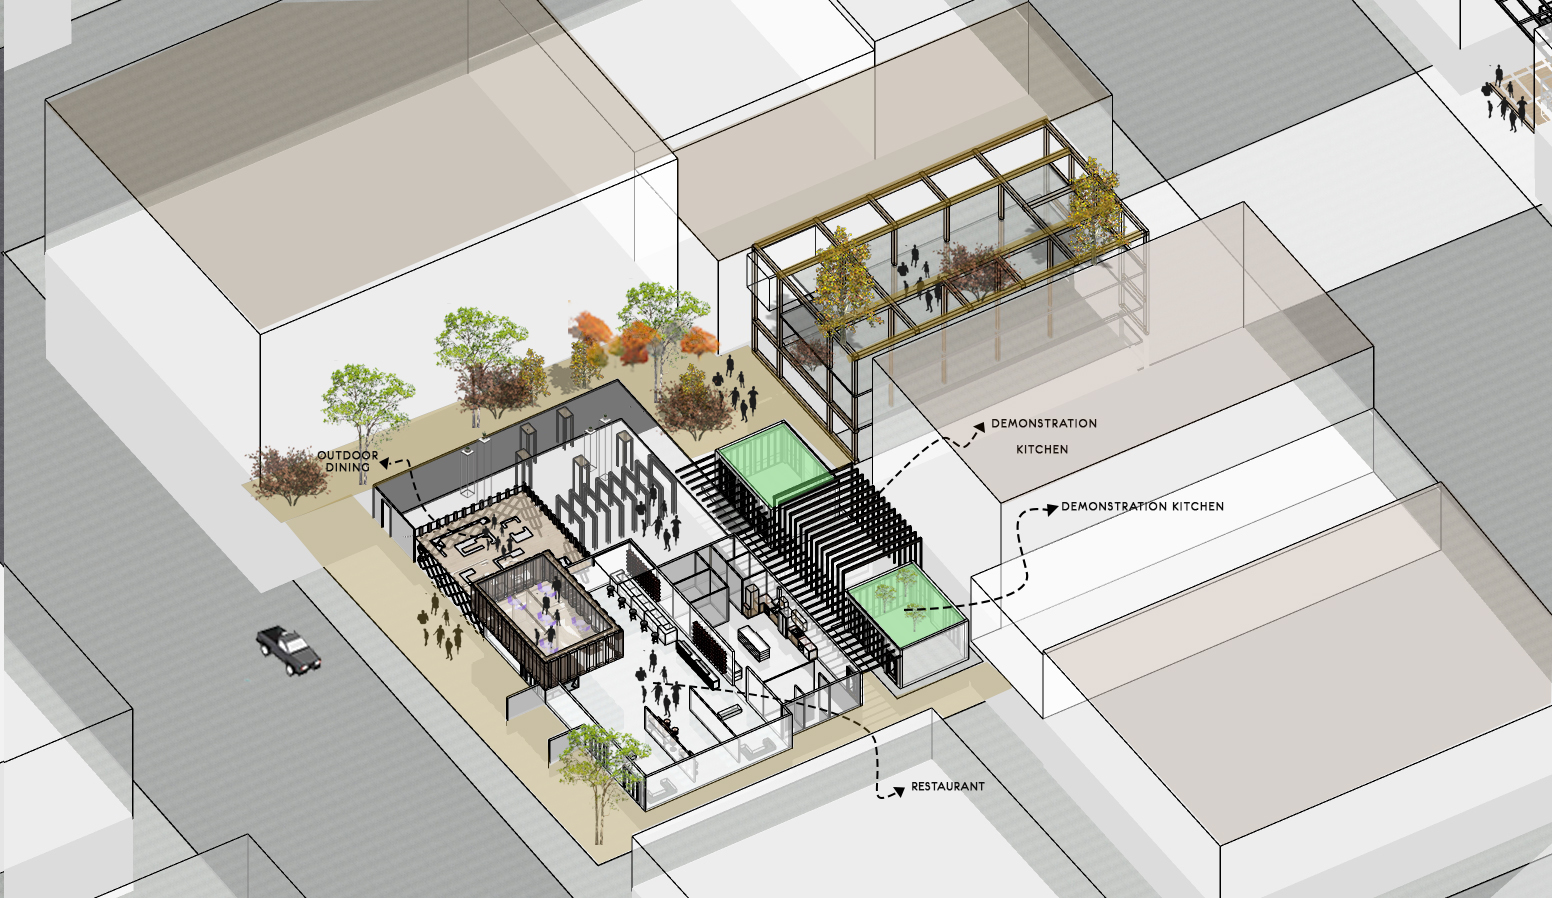 DEMONSTRATION
KITCHEN
OUTDOOR
DINING
DEMONSTRATION KITCHEN
RESTAURANT